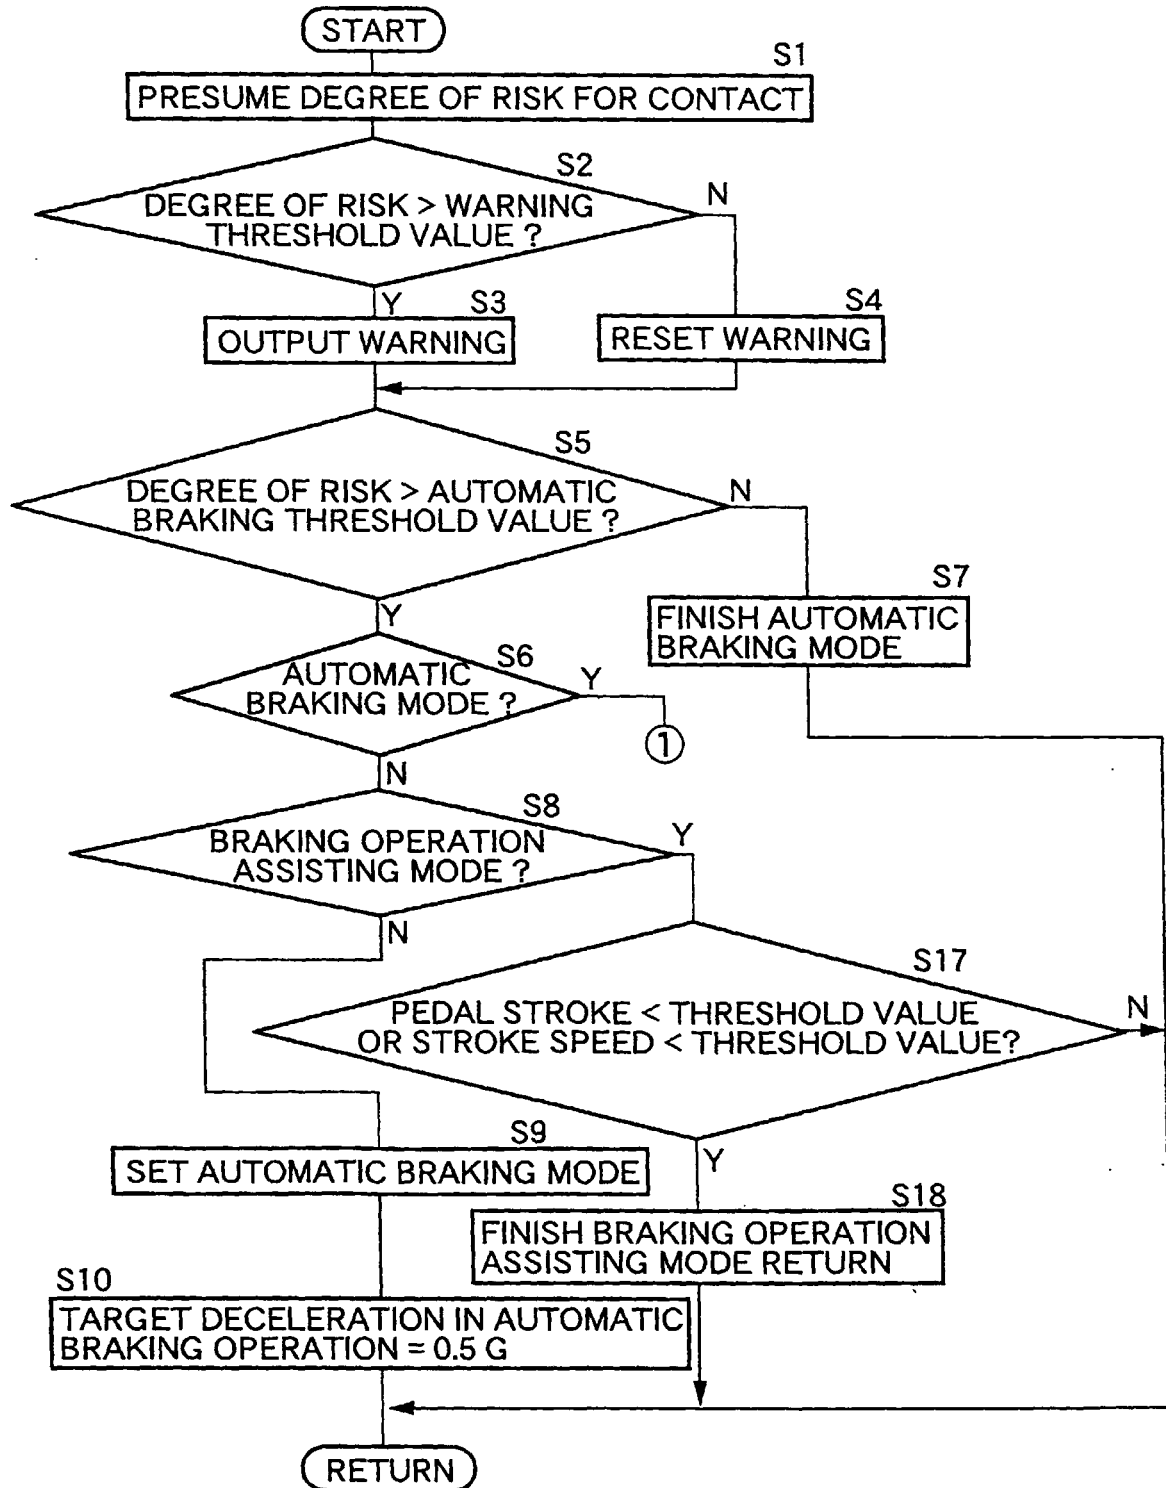 START
S1
PRESUME DEGREE OF RISK FOR CONTACT
S2
DEGREE OF RISK > WARNING
THRESHOLD VALUE ?
N
Y
S3
OUTPUT WARNING
S4
RESET WARNING
S5
DEGREE OF RISK > AUTOMATIC
BRAKING THRESHOLD VALUE ?
N
Y
S7
FINISH AUTOMATIC
BRAKING MODE
S6
AUTOMATIC
BRAKING MODE ?
Y
1
N
S8
BRAKING OPERATION
ASSISTING MODE ?
Y
N
S17
PEDAL STROKE < THRESHOLD VALUE
OR STROKE SPEED < THRESHOLD VALUE?
N
Y
S9
SET AUTOMATIC BRAKING MODE
S18
FINISH BRAKING OPERATION
ASSISTING MODE RETURN
S10
TARGET DECELERATION IN AUTOMATIC
BRAKING OPERATION = 0.5 G
RETURN